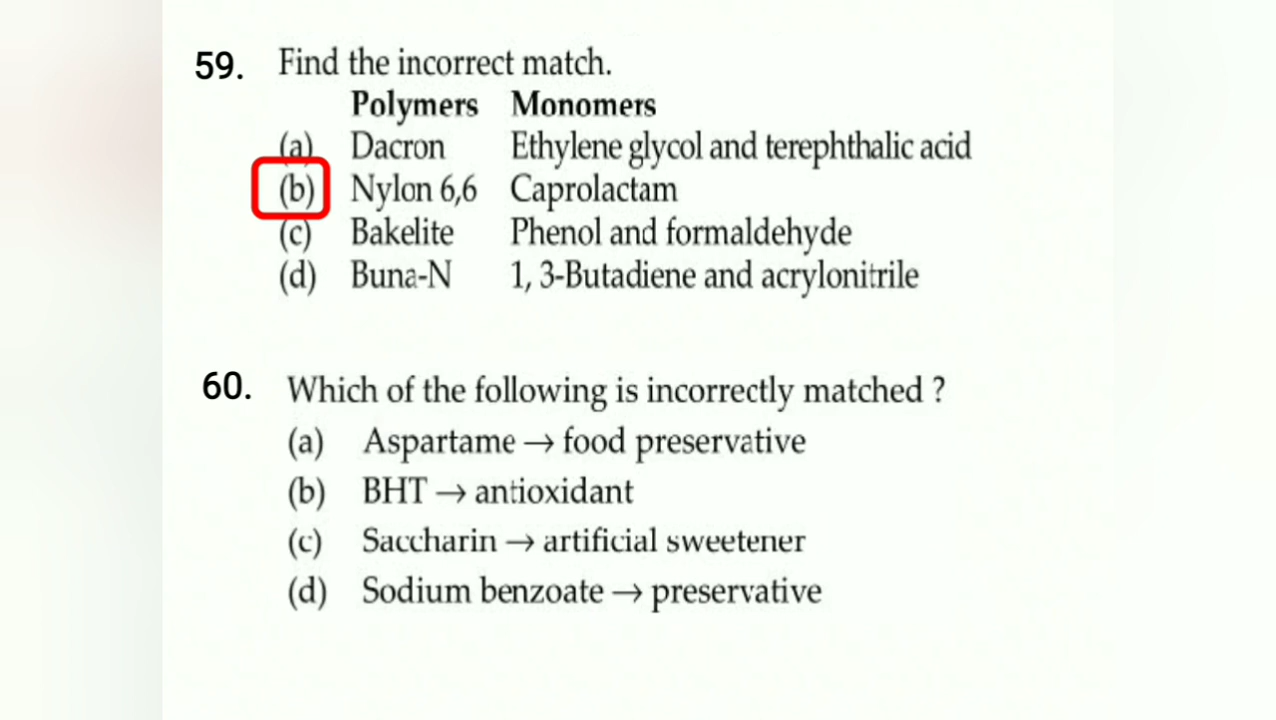 59. Find the incorrect match.
Polymers Monomers
(a) Dacron Ethylene glycol and terephthalic acid
(b) Nylon 6,6 Caprolactam
(c) Bakelite Phenol and formaldehyde
(d) Buna-N 1, 3-Butadiene and acrylonitrile
60. Which of the following is incorrectly matched ?
(a) Aspartame → food preservative
(b) BHT → antioxidant
(c) Saccharin → artificial sweetener
(d) Sodium benzoate → preservative